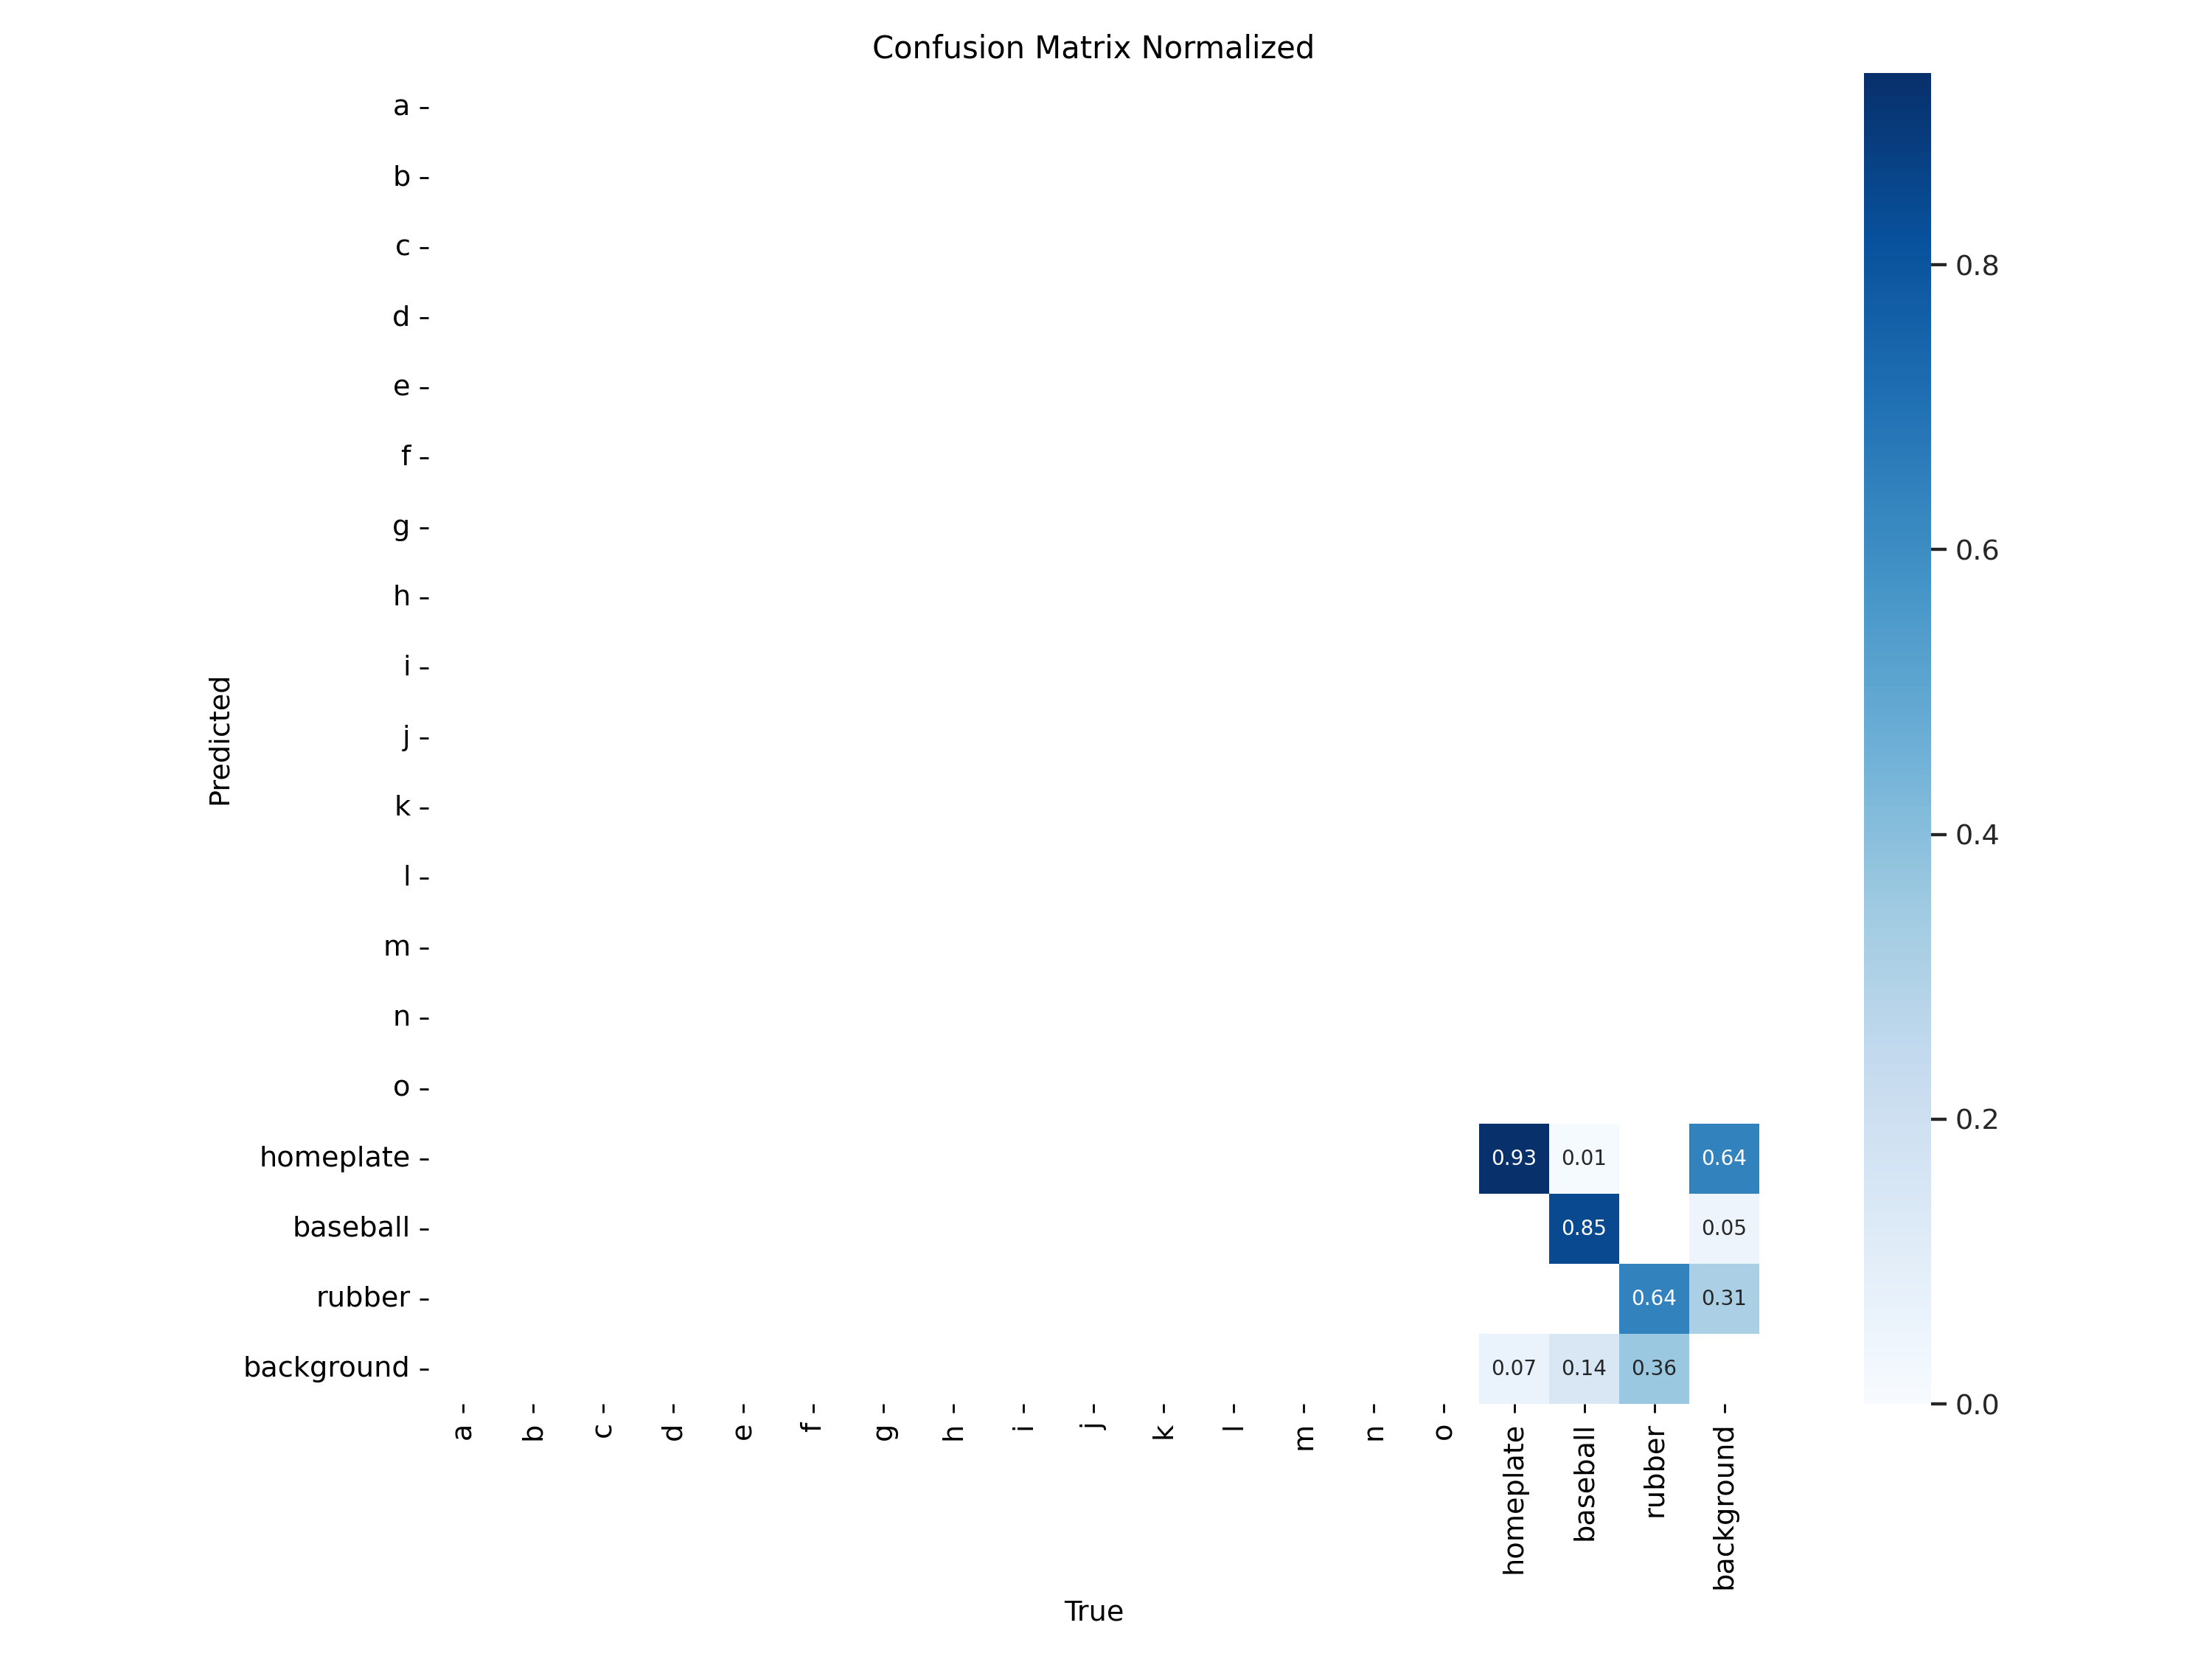 Confusion Matrix Normalized
Predicted
a
b
c
d
e
f
g
h
i
j
k
l
m
n
o
homeplate 0.93 0.01 0.64
baseball 0.85 0.05
rubber 0.64 0.31
background 0.07 0.14 0.36
a b c d e f g h i j k l m n o homeplate baseball rubber background
True
0.8
0.6
0.4
0.2
0.0